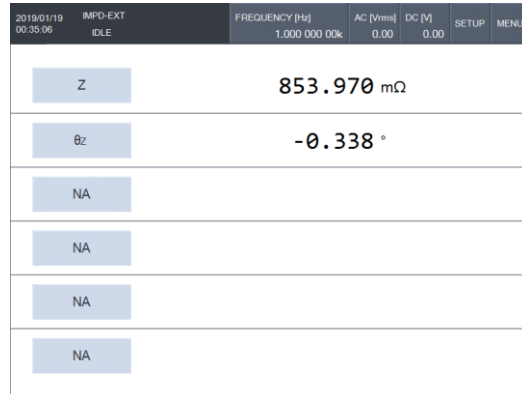 2019/01/19 IMPD-EXT FREQUENCY [Hz] AC [Vrms] DC [V] SETUP MENU
00:35:06 IDLE 1.000 000 00k 0.00 0.00
Z 853.970 mΩ
θz -0.338 °
NA
NA
NA
NA